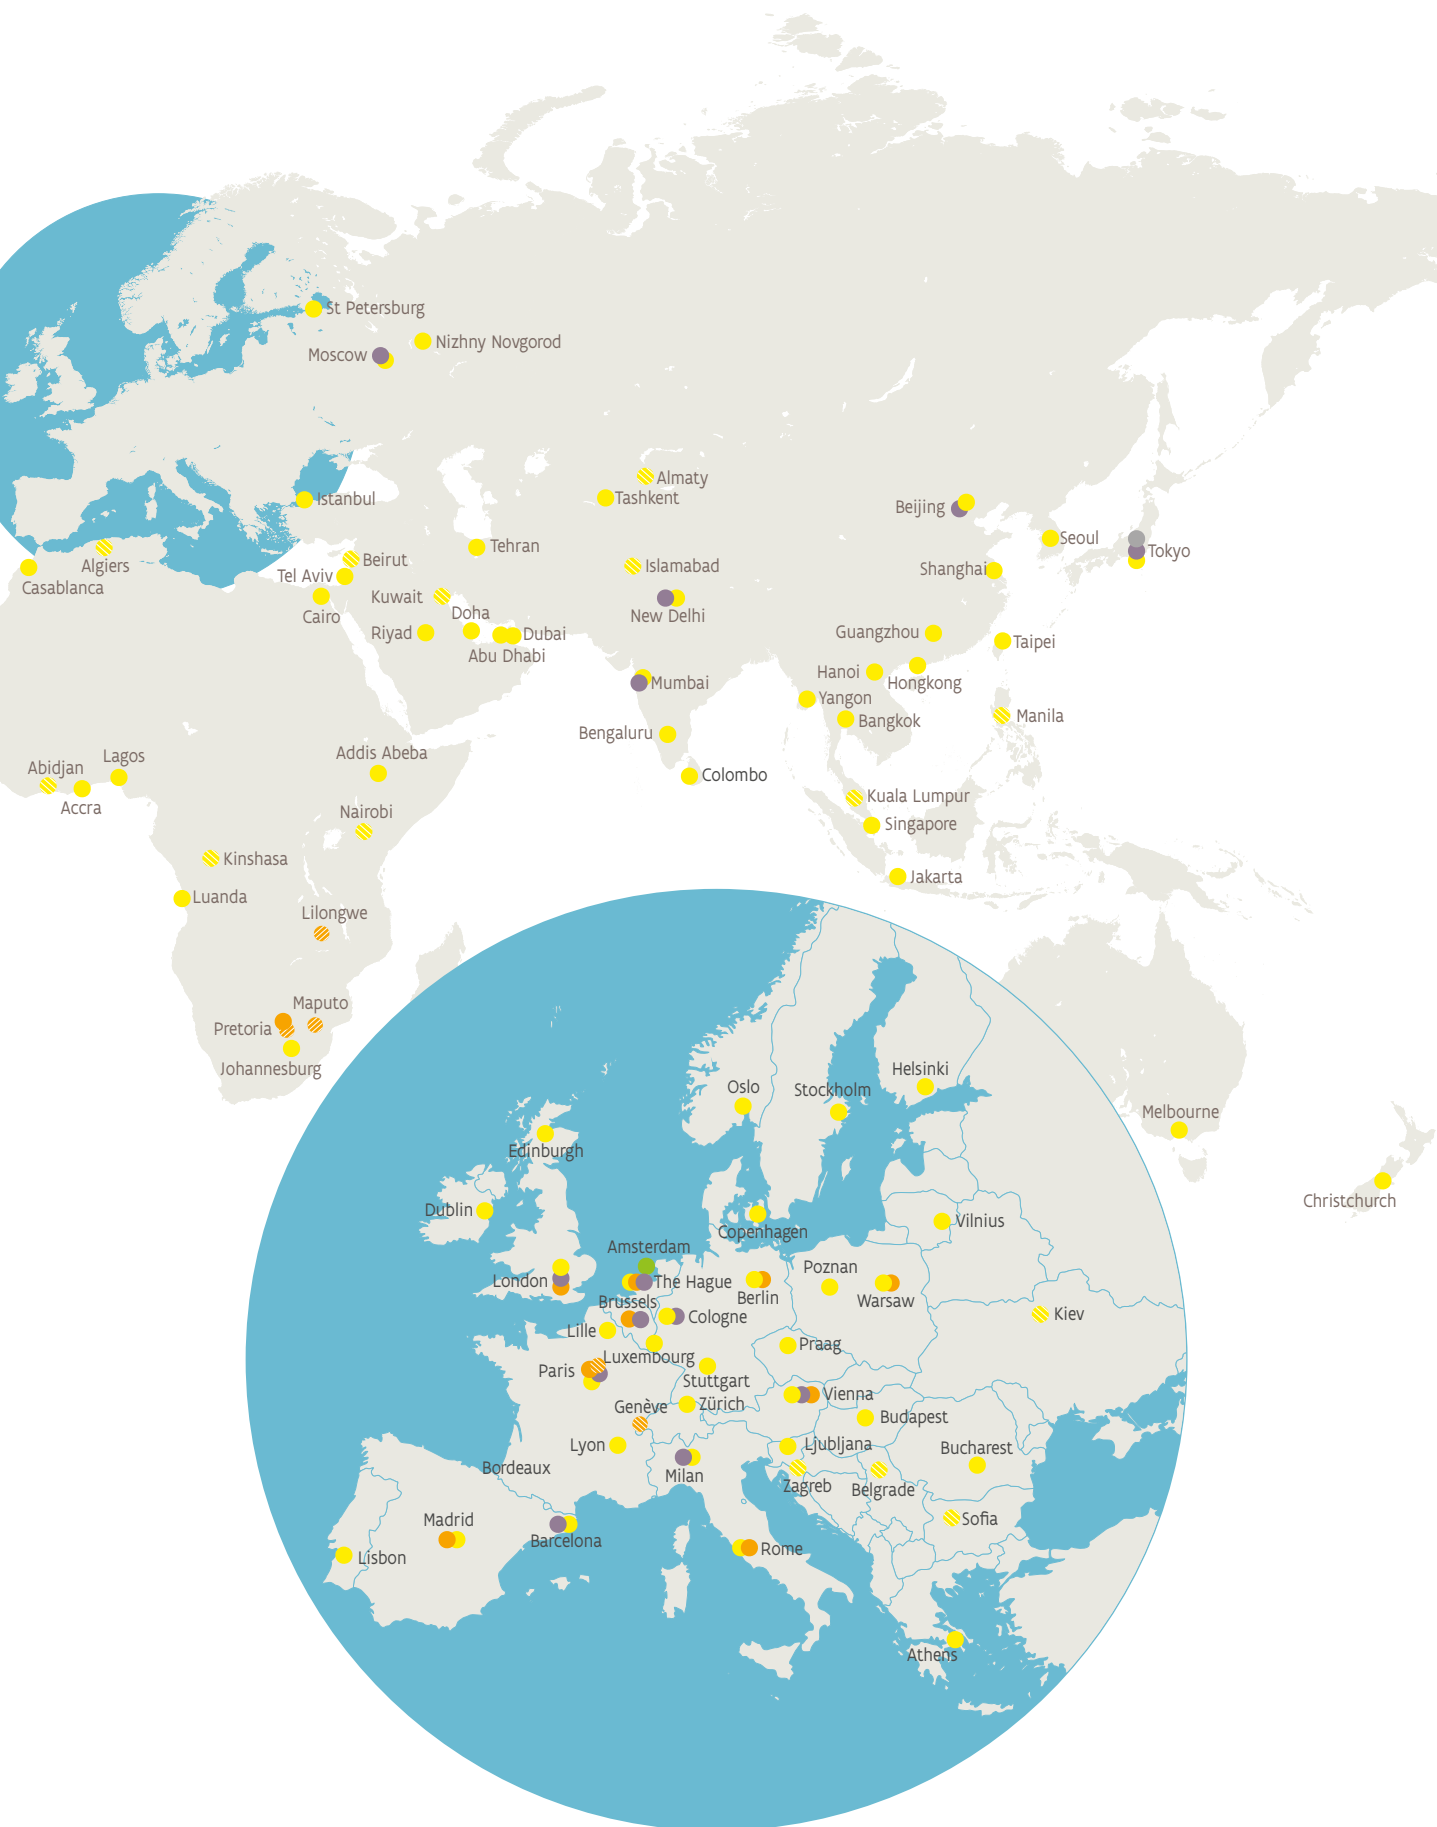 St Petersburg
Nizhny Novgorod
Moscow
Almaty
Tashkent
Istanbul
Beijing
Seoul
Tokyo
Tehran
Beirut
Algiers
Islamabad
Shanghai
Tel Aviv
Casablanca
Kuwait
Cairo
Doha
New Delhi
Riyad
Dubai
Guangzhou
Taipei
Abu Dhabi
Hanoi
Hongkong
Mumbai
Yangon
Manila
Bangkok
Bengaluru
Addis Abeba
Lagos
Abidjan
Colombo
Accra
Kuala Lumpur
Nairobi
Singapore
Kinshasa
Jakarta
Luanda
Lilongwe
Maputo
Pretoria
Johannesburg
Helsinki
Oslo
Stockholm
Melbourne
Edinburgh
Christchurch
Dublin
Vilnius
Copenhagen
Amsterdam
Poznan
London
The Hague
Berlin
Warsaw
Brussels
Kiev
Cologne
Lille
Praag
Luxembourg
Paris
Stuttgart
Vienna
Genève
Zürich
Budapest
Lyon
Ljubljana
Bucharest
Bordeaux
Milan
Zagreb
Belgrade
Madrid
Sofia
Barcelona
Rome
Lisbon
Athens